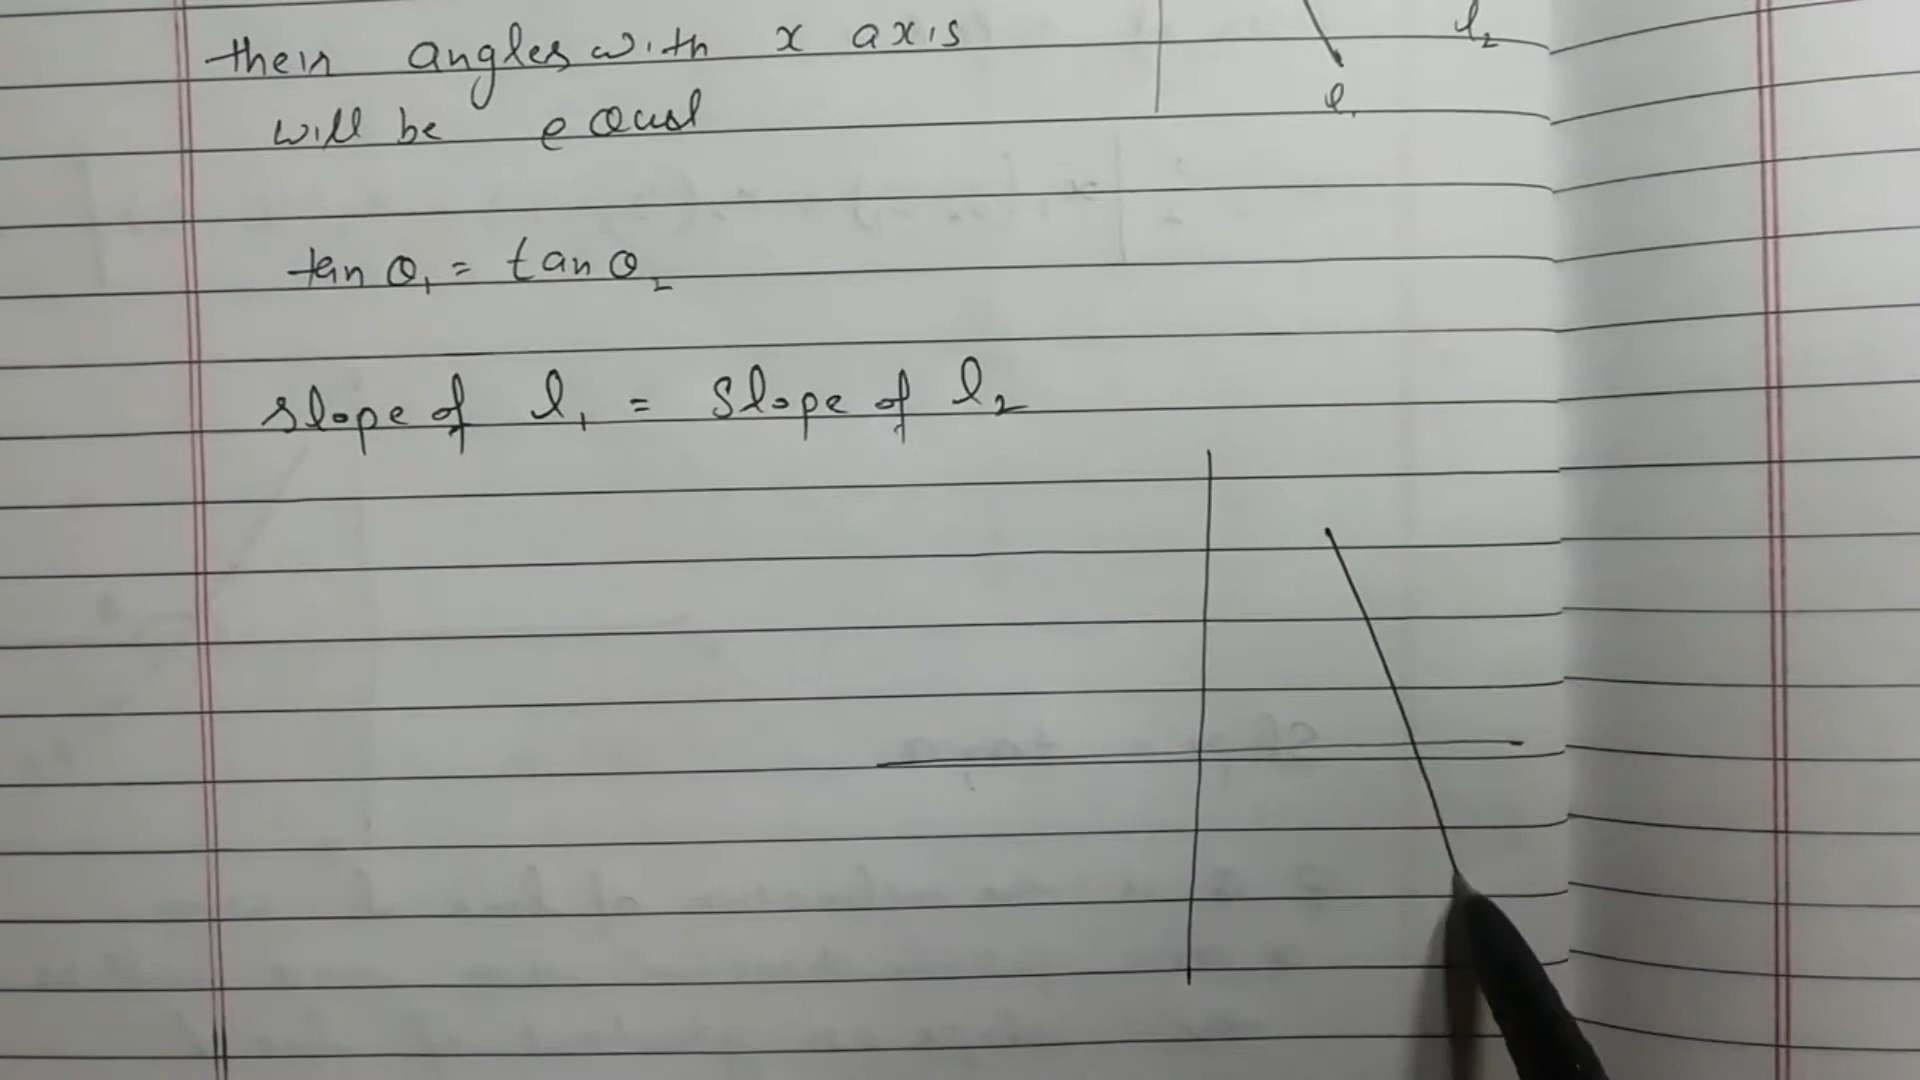 their angles with x axis
l₂
l₁
will be equal
tan θ₁ = tan θ₂
slope of l₁ = Slope of l₂